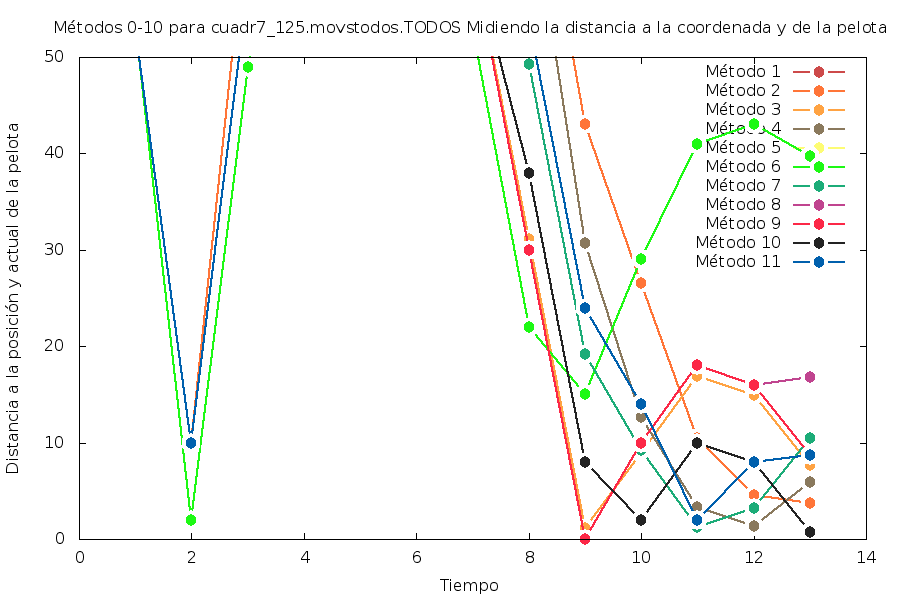 Métodos 0-10 para cuadr7_125.movstodos.TODOS Midiendo la distancia a la coordenada y de la pelota
Distancia a la posición y actual de la pelota
50
40
30
20
10
0
Método 1
Método 2
Método 3
Método 4
Método 5
Método 6
Método 7
Método 8
Método 9
Método 10
Método 11
0 2 4 6 8 10 12 14
Tiempo